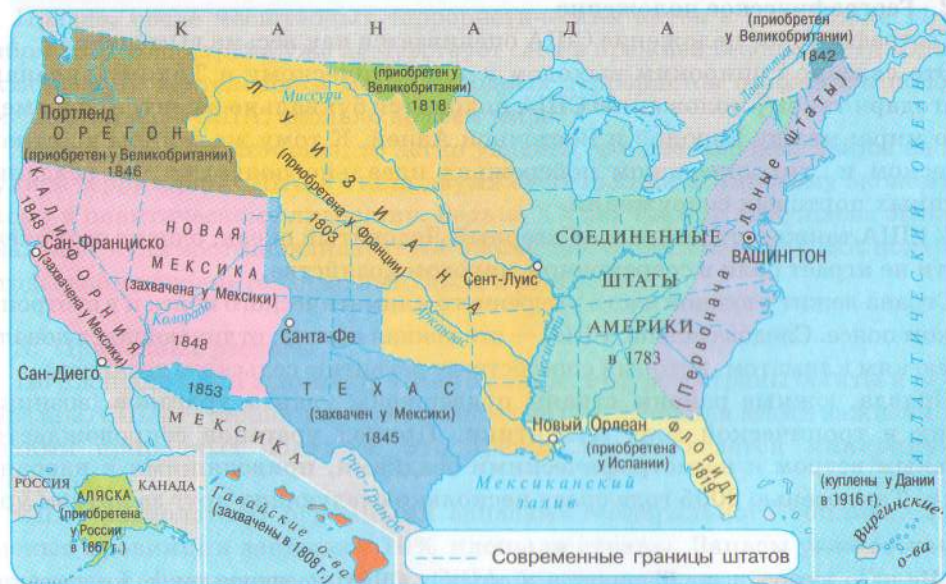 КАНАДА
(приобретен
у Великобритании)
1842
(приобретен у
Великобритании)
1818
Миссури
Св. Лаврентия
Портленд
ОРЕГОН
(приобретен у Великобритании)
1846
ЛУИЗИАНА
(приобретена у Франции)
1803
КАЛИФОРНИЯ
1848
(захвачена у Мексики)
Сан-Франциско
НОВАЯ
МЕКСИКА
(захвачена у Мексики)
Колорадо
1848
Сан-Диего
1853
МЕКСИКА
Санта-Фе
ТЕХАС
(захвачен у Мексики)
1845
Рио-Гранде
Арканзас
Сент-Луис
Миссисипи
СОЕДИНЕННЫЕ
ШТАТЫ
АМЕРИКИ
в 1783
(Первоначальные штаты)
ВАШИНГТОН
АТЛАНТИЧЕСКИЙ ОКЕАН
Новый Орлеан
(приобретена
у Испании)
ФЛОРИДА
1819
Мексиканский
залив
РОССИЯ
КАНАДА
АЛЯСКА
(приобретена
у России
в 1867 г.)
Гавайские о-ва
(захвачены в 1808 г.)
Современные границы штатов
(куплены у Дании
в 1916 г.)
Виргинские
о-ва